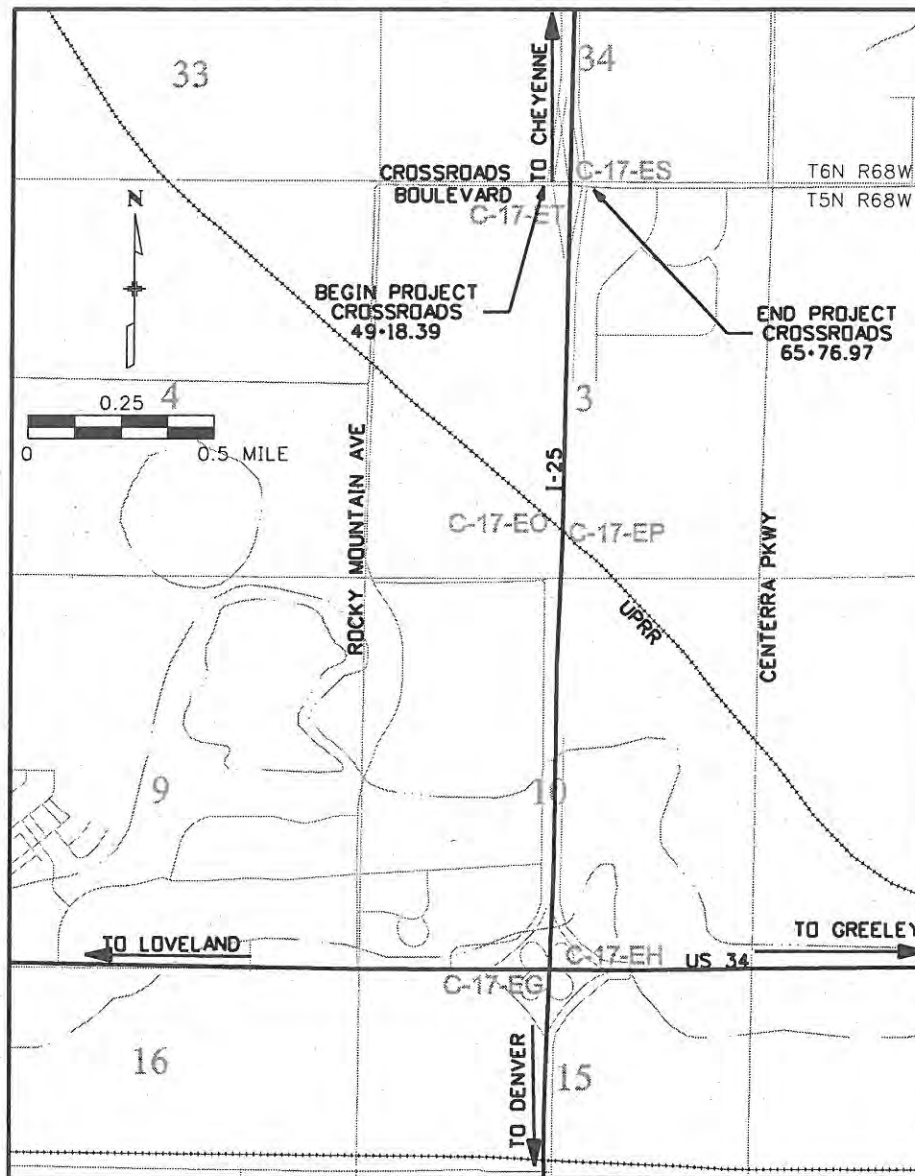 33
34
TO CHEYENNE
CROSSROADS
BOULEVARD
C-17-ES
T6N R68W
T5N R68W
C-17-ET
N
BEGIN PROJECT
CROSSROADS
49+18.39
END PROJECT
CROSSROADS
65+76.97
4
3
0.25
0
0.5 MILE
ROCKY MOUNTAIN AVE
I-25
C-17-EO
C-17-EP
CENTERRA PKWY
UPRR
9
10
TO LOVELAND
TO GREELEY
C-17-EH
US 34
C-17-EG
16
15
TO DENVER